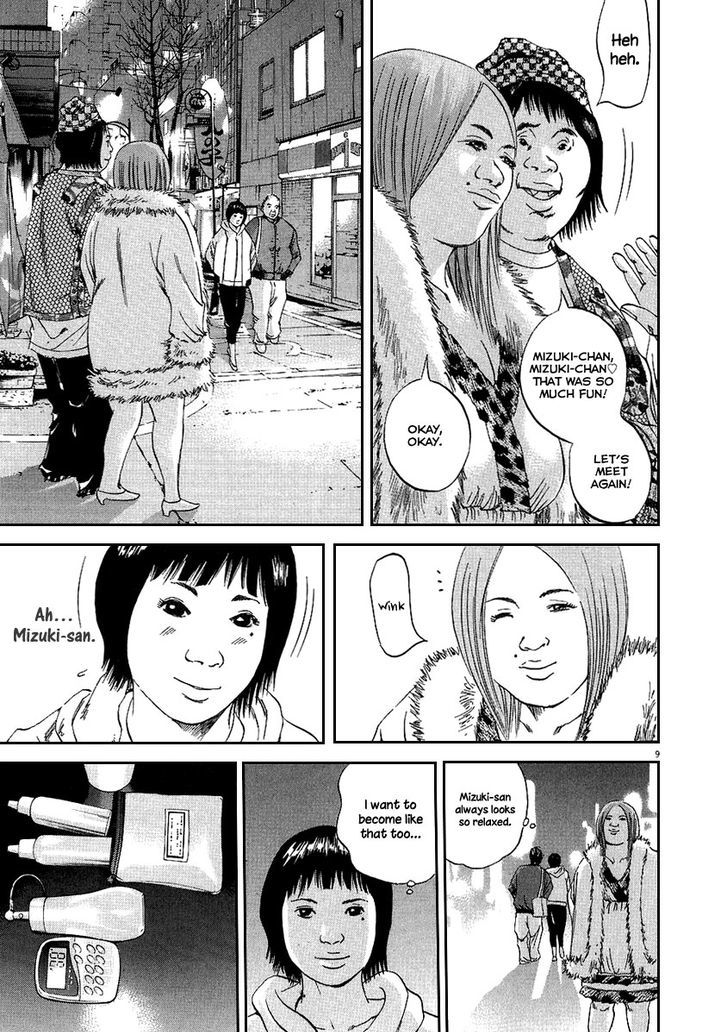 Heh
heh.
MIZUKI-CHAN,
MIZUKI-CHAN♡
THAT WAS SO
MUCH FUN!
LET'S
MEET
AGAIN!
OKAY,
OKAY.
Wink
Ah...
Mizuki-san.
9
Mizuki-san
always looks
so relaxed.
I want to
become like
that too...